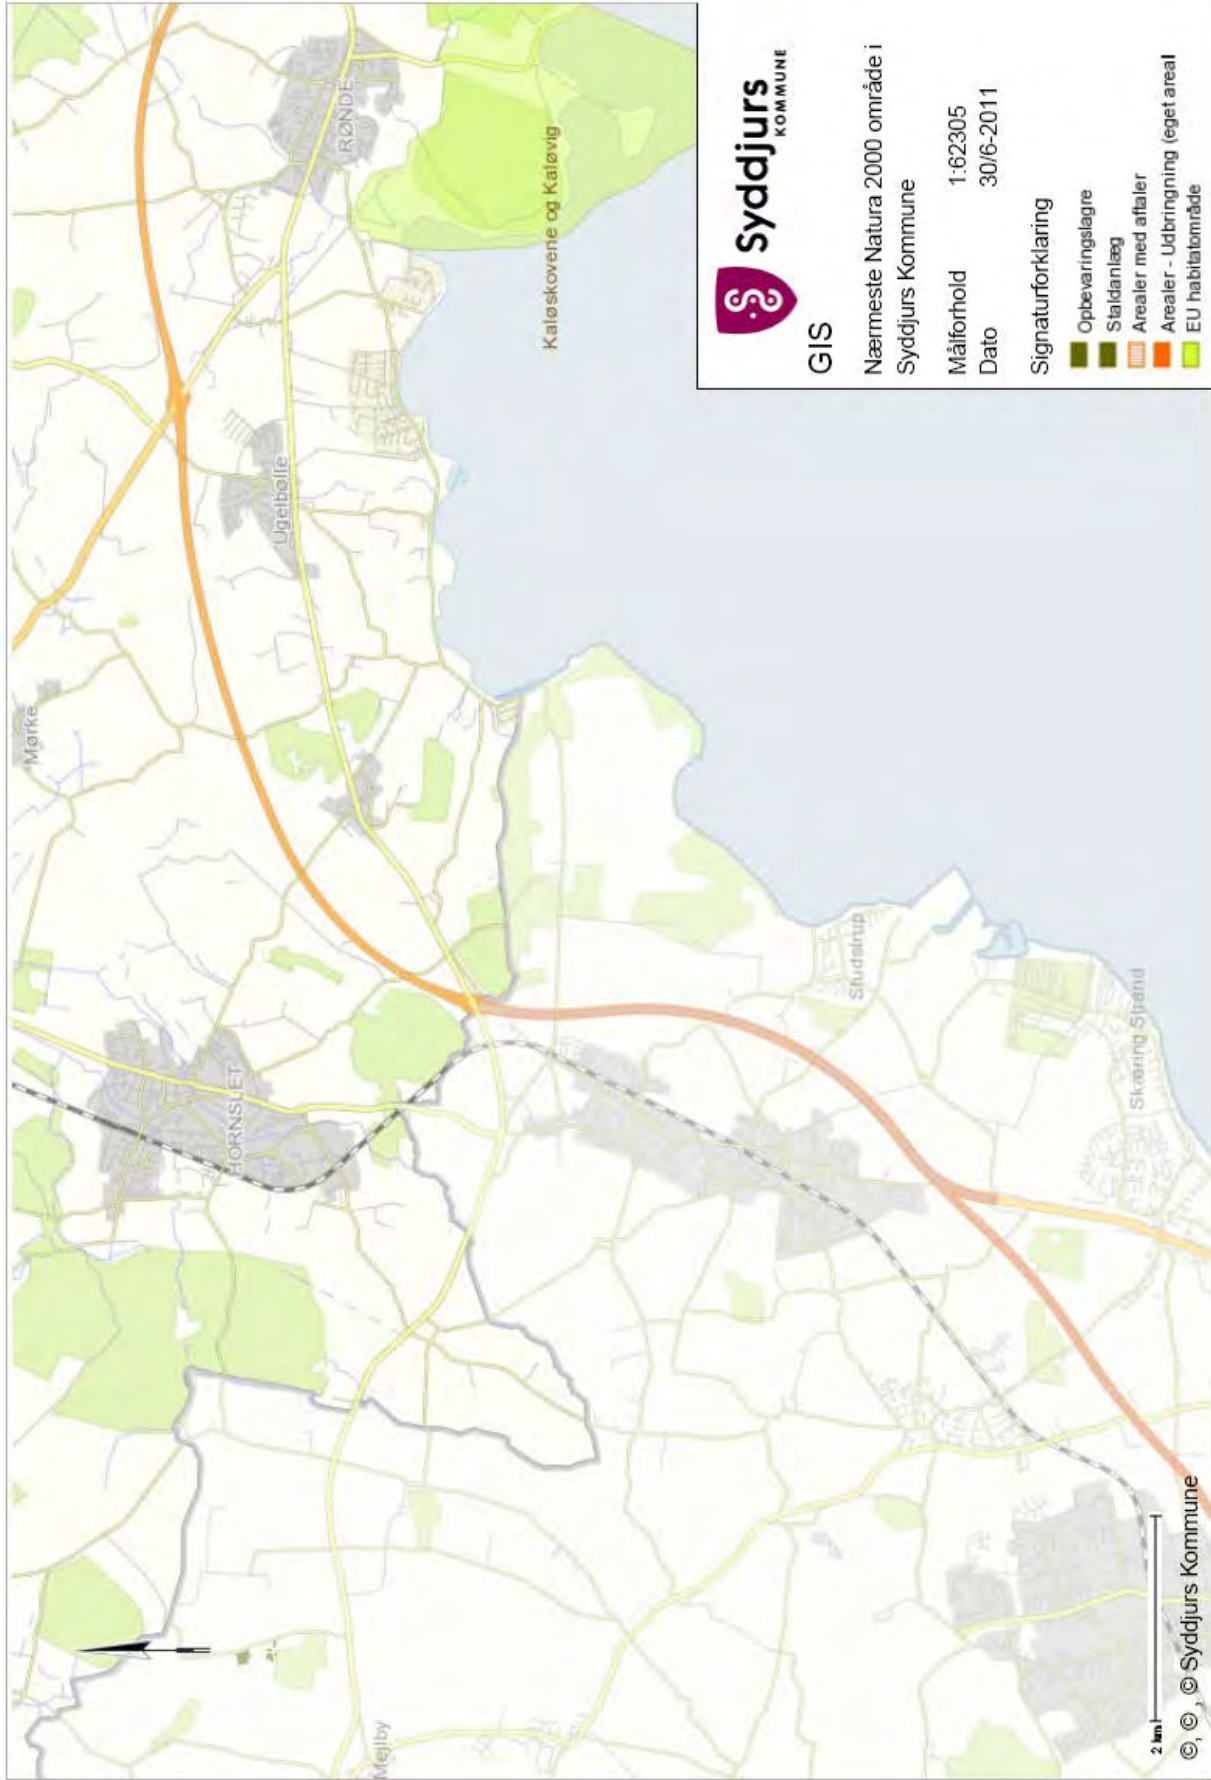 Mørke
RØNDE
Ugelbølle
HORNSLET
Kaløskovene og Kaløvig
Studstrup
Skæring Strand
Mejlby
2 km
©, ©, © Syddjurs Kommune
Syddjurs
KOMMUNE
GIS
Nærmeste Natura 2000 område i
Syddjurs Kommune
Målforhold 1:62305
Dato 30/6-2011
Signaturforklaring
Opbevaringslagre
Staldanlæg
Arealer med aftaler
Arealer - Udbringning (eget areal
EU habitatområde